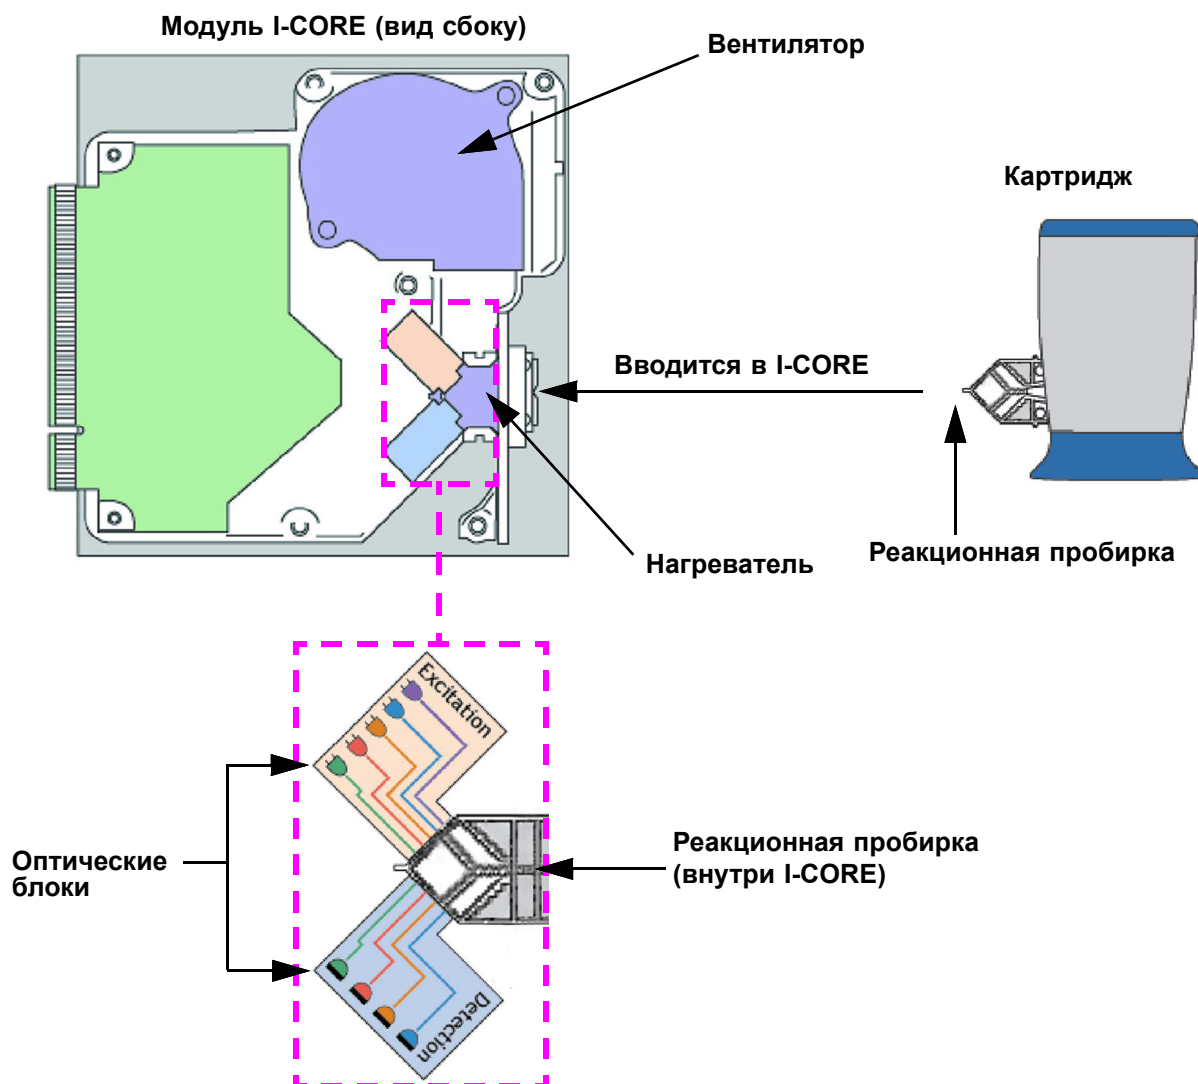 Модуль I-CORE (вид сбоку)
Вентилятор
Картридж
Вводится в I-CORE
Реакционная пробирка
Нагреватель
Excitation
Оптические
блоки
Реакционная пробирка
(внутри I-CORE)
Detection